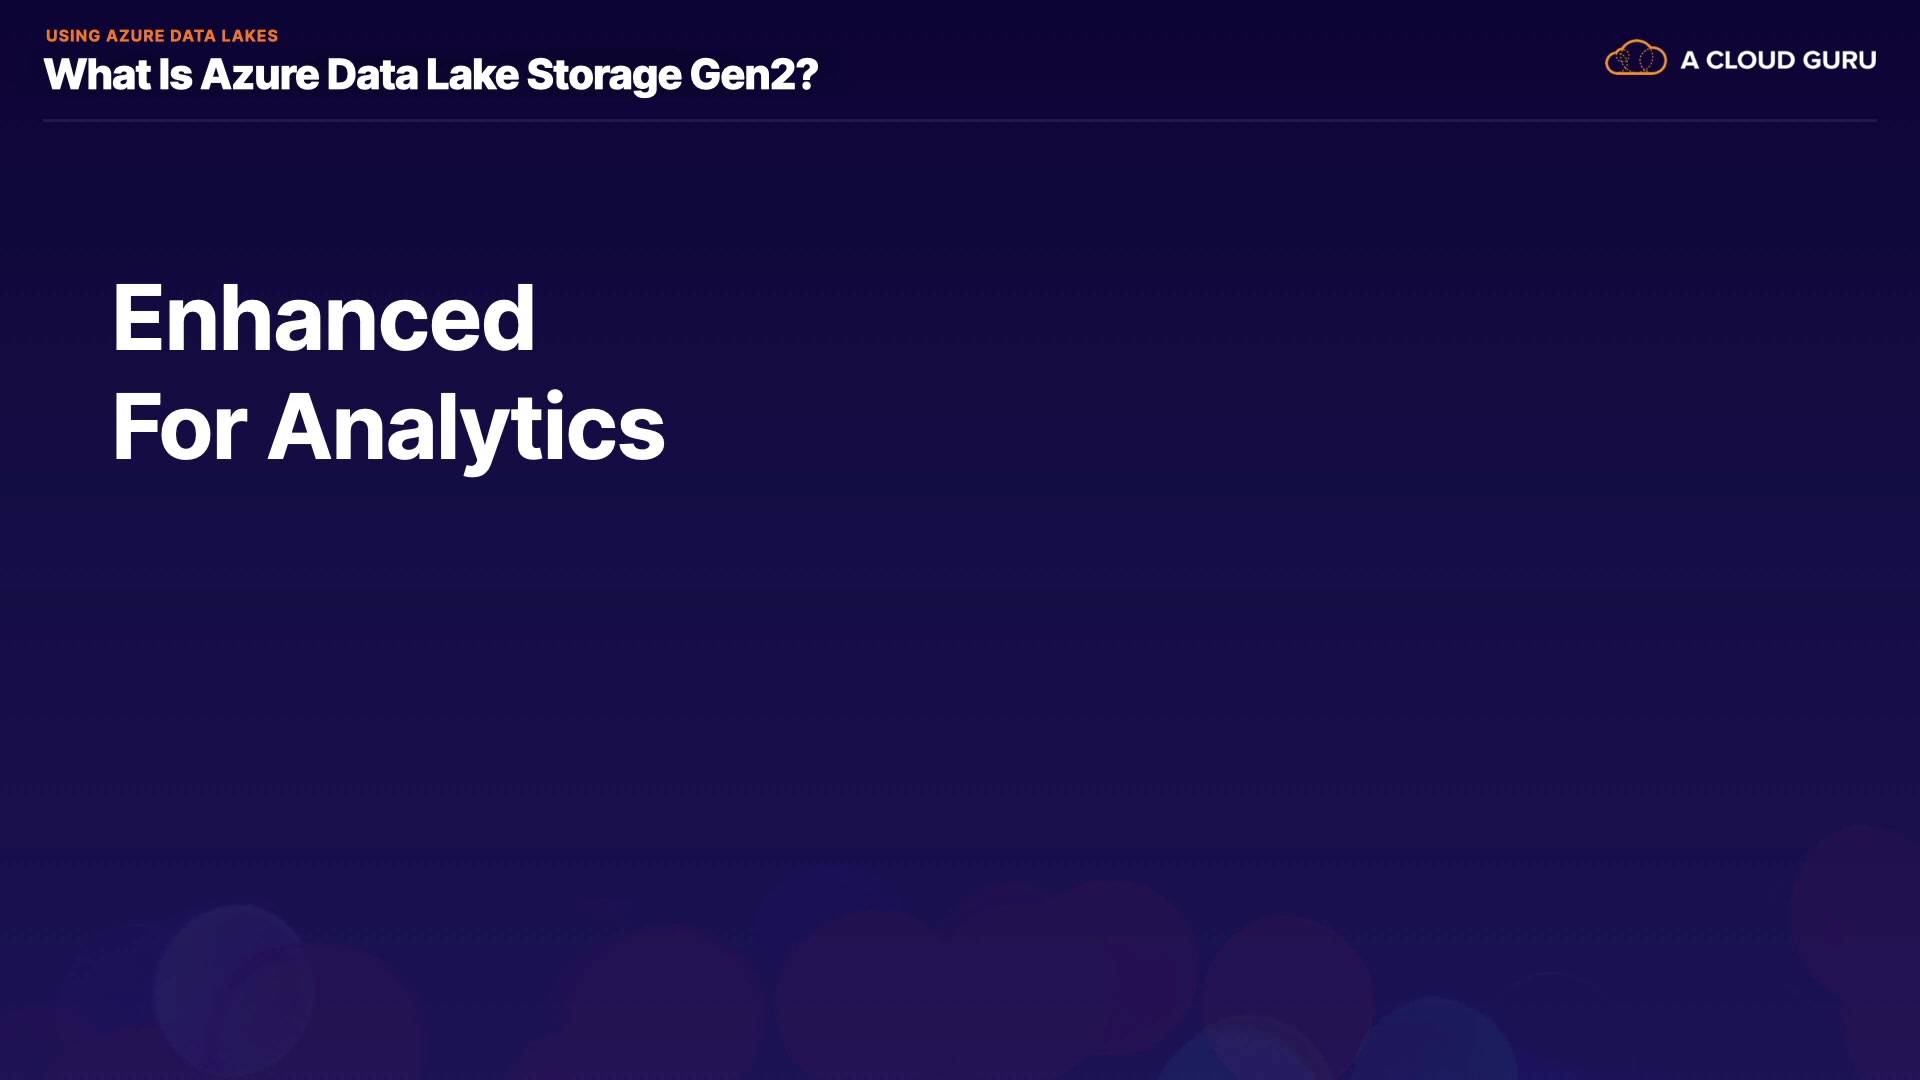 USING AZURE DATA LAKES
What Is Azure Data Lake Storage Gen2?
A CLOUD GURU
Enhanced
For Analytics